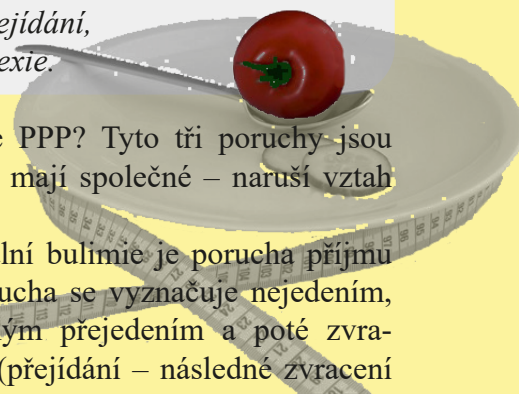 ejídání,
exie.
e PPP? Tyto tři poruchy jsou
mají společné – naruší vztah
lní bulimie je porucha příjmu
ucha se vyznačuje nejedením,
ým přejedením a poté zvra-
(přejídání – následné zvracení